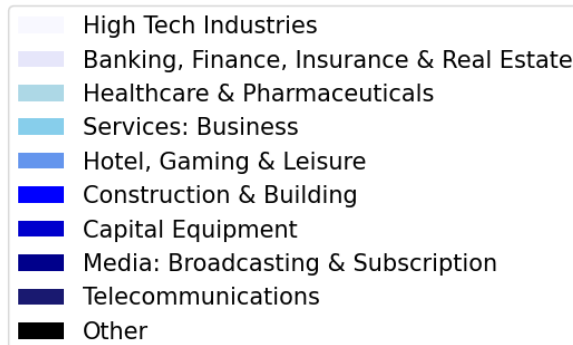 High Tech Industries
Banking, Finance, Insurance & Real Estate
Healthcare & Pharmaceuticals
Services: Business
Hotel, Gaming & Leisure
Construction & Building
Capital Equipment
Media: Broadcasting & Subscription
Telecommunications
Other